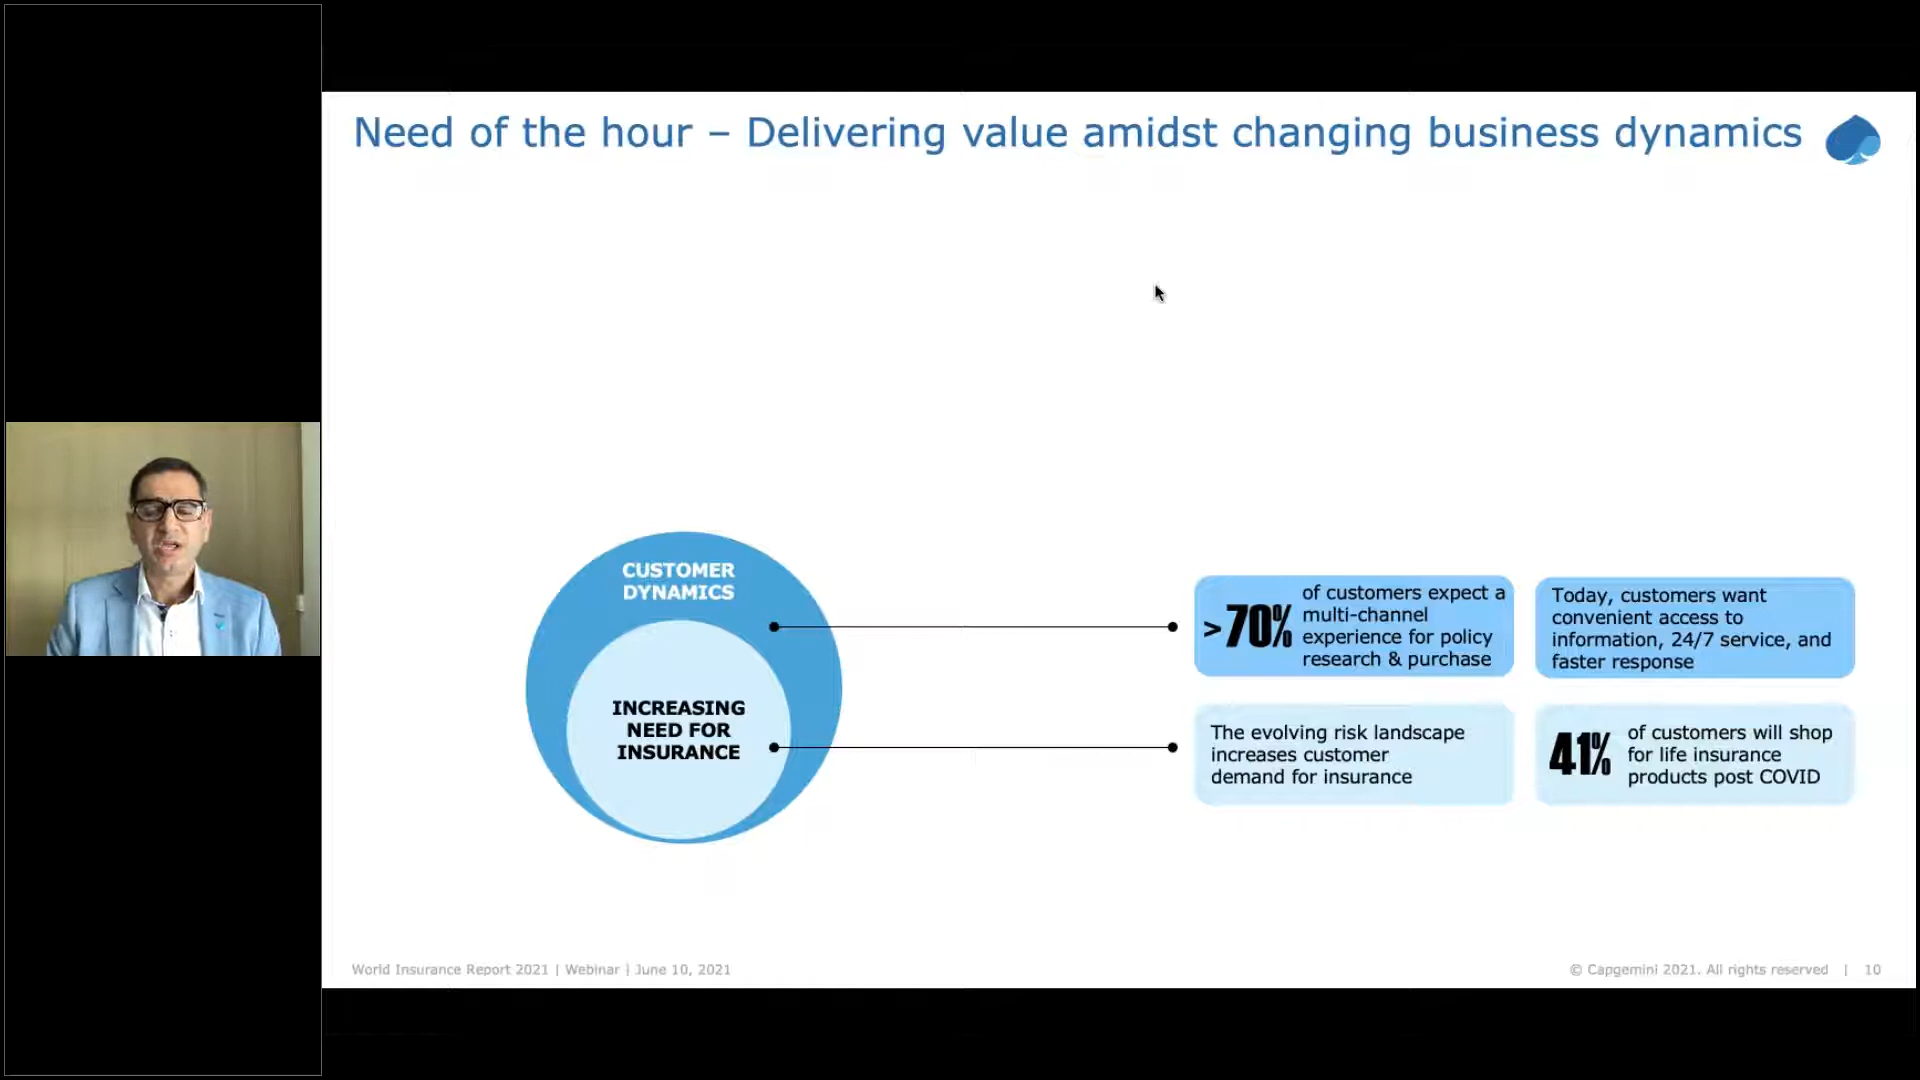 Need of the hour – Delivering value amidst changing business dynamics
CUSTOMER
DYNAMICS
INCREASING
NEED FOR
INSURANCE
>70%
of customers expect a
multi-channel
experience for policy
research & purchase
Today, customers want
convenient access to
information, 24/7 service, and
faster response
The evolving risk landscape
increases customer
demand for insurance
41%
of customers will shop
for life insurance
products post COVID
World Insurance Report 2021 | Webinar | June 10, 2021
© Capgemini 2021. All rights reserved | 10